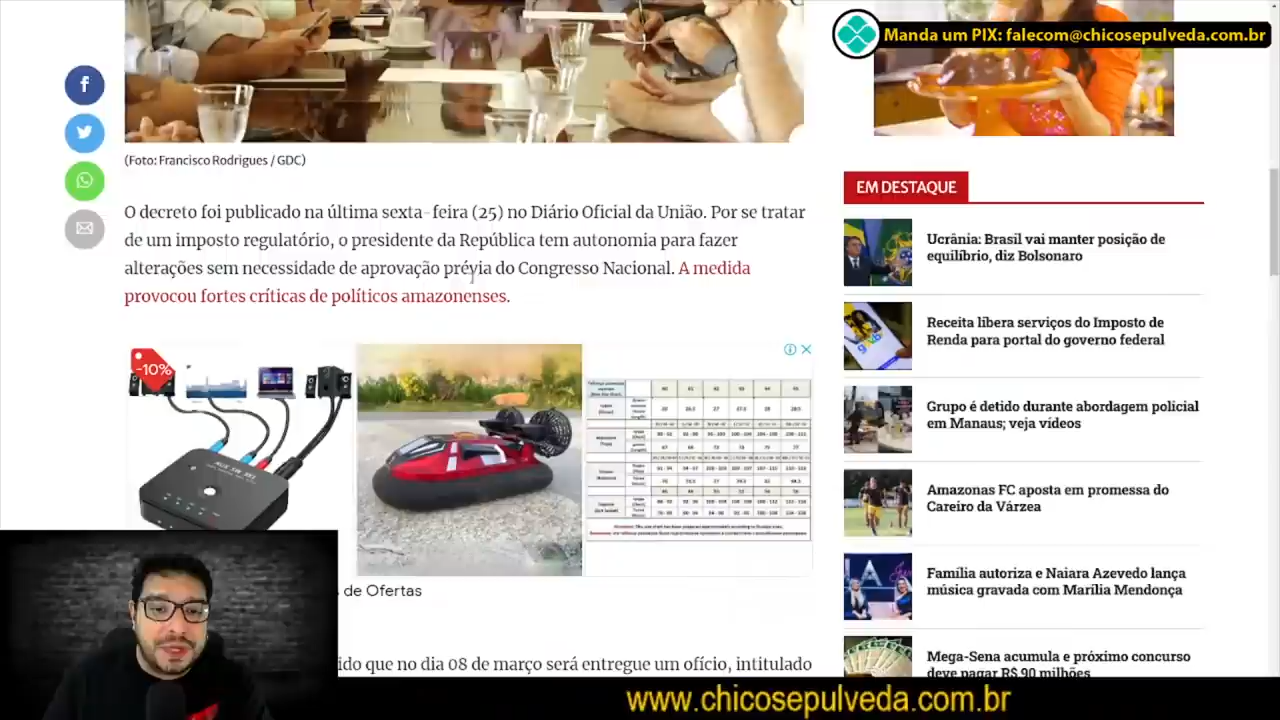 Manda um PIX: falecom@chicosepulveda.com.br
f
(Foto: Francisco Rodrigues / GDC)
O decreto foi publicado na última sexta-feira (25) no Diário Oficial da União. Por se tratar
de um imposto regulatório, o presidente da República tem autonomia para fazer
alterações sem necessidade de aprovação prévia do Congresso Nacional. A medida
provocou fortes críticas de políticos amazonenses.
-10%
de Ofertas
ido que no dia 08 de março será entregue um ofício, intitulado
EM DESTAQUE
Ucrânia: Brasil vai manter posição de
equilíbrio, diz Bolsonaro
Receita libera serviços do Imposto de
Renda para portal do governo federal
Grupo é detido durante abordagem policial
em Manaus; veja vídeos
Amazonas FC aposta em promessa do
Careiro da Várzea
Família autoriza e Naiara Azevedo lança
música gravada com Marília Mendonça
Mega-Sena acumula e próximo concurso
deve pagar R$ 90 milhões
www.chicosepulveda.com.br